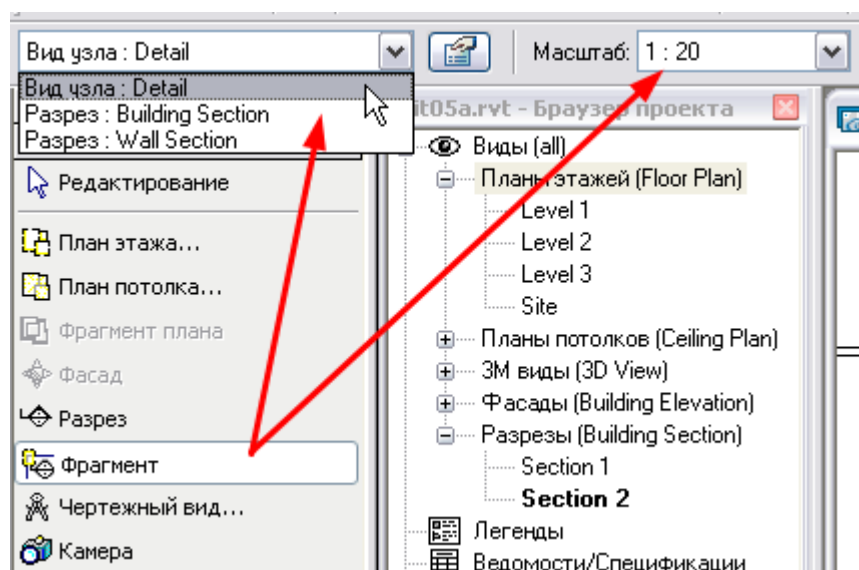 Вид узла : Detail
Масштаб: 1 : 20
Вид узла : Detail
Разрез : Building Section
Разрез : Wall Section
it05a.rvt - Браузер проекта
Виды (all)
Редактирование
Планы этажей (Floor Plan)
Level 1
План этажа...
Level 2
План потолка...
Level 3
Site
Фрагмент плана
Планы потолков (Ceiling Plan)
Фасад
3М виды (3D View)
Разрез
Фасады (Building Elevation)
Разрезы (Building Section)
Фрагмент
Section 1
Чертежный вид...
Section 2
Легенды
Камера
Ведомости/Спецификации